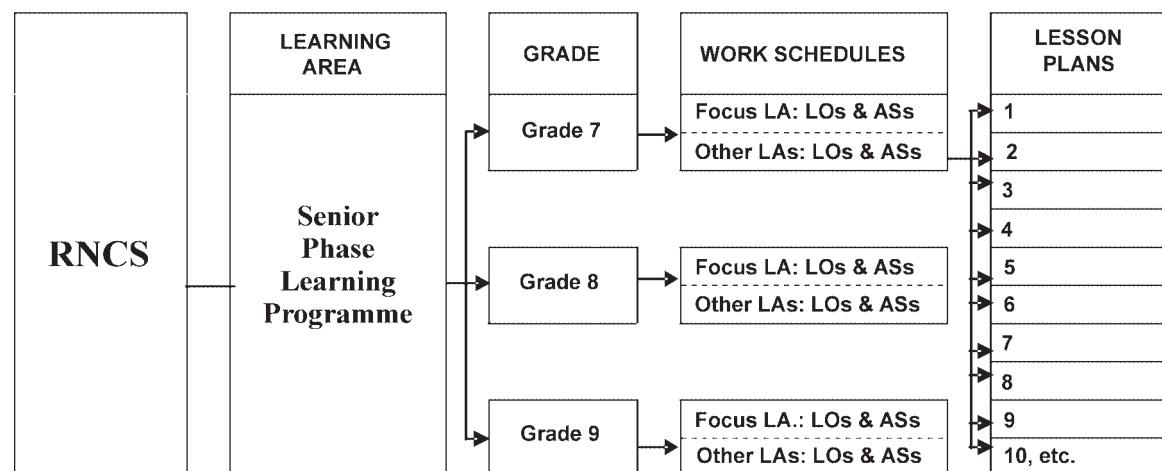 RNCS
LEARNING
AREA
Senior
Phase
Learning
Programme
GRADE
Grade 7
Grade 8
Grade 9
WORK SCHEDULES
Focus LA: LOs & ASs
Other LAs: LOs & ASs
Focus LA: LOs & ASs
Other LAs: LOs & ASs
Focus LA.: LOs & ASs
Other LAs: LOs & ASs
LESSON
PLANS
1
2
3
4
5
6
7
8
9
10, etc.